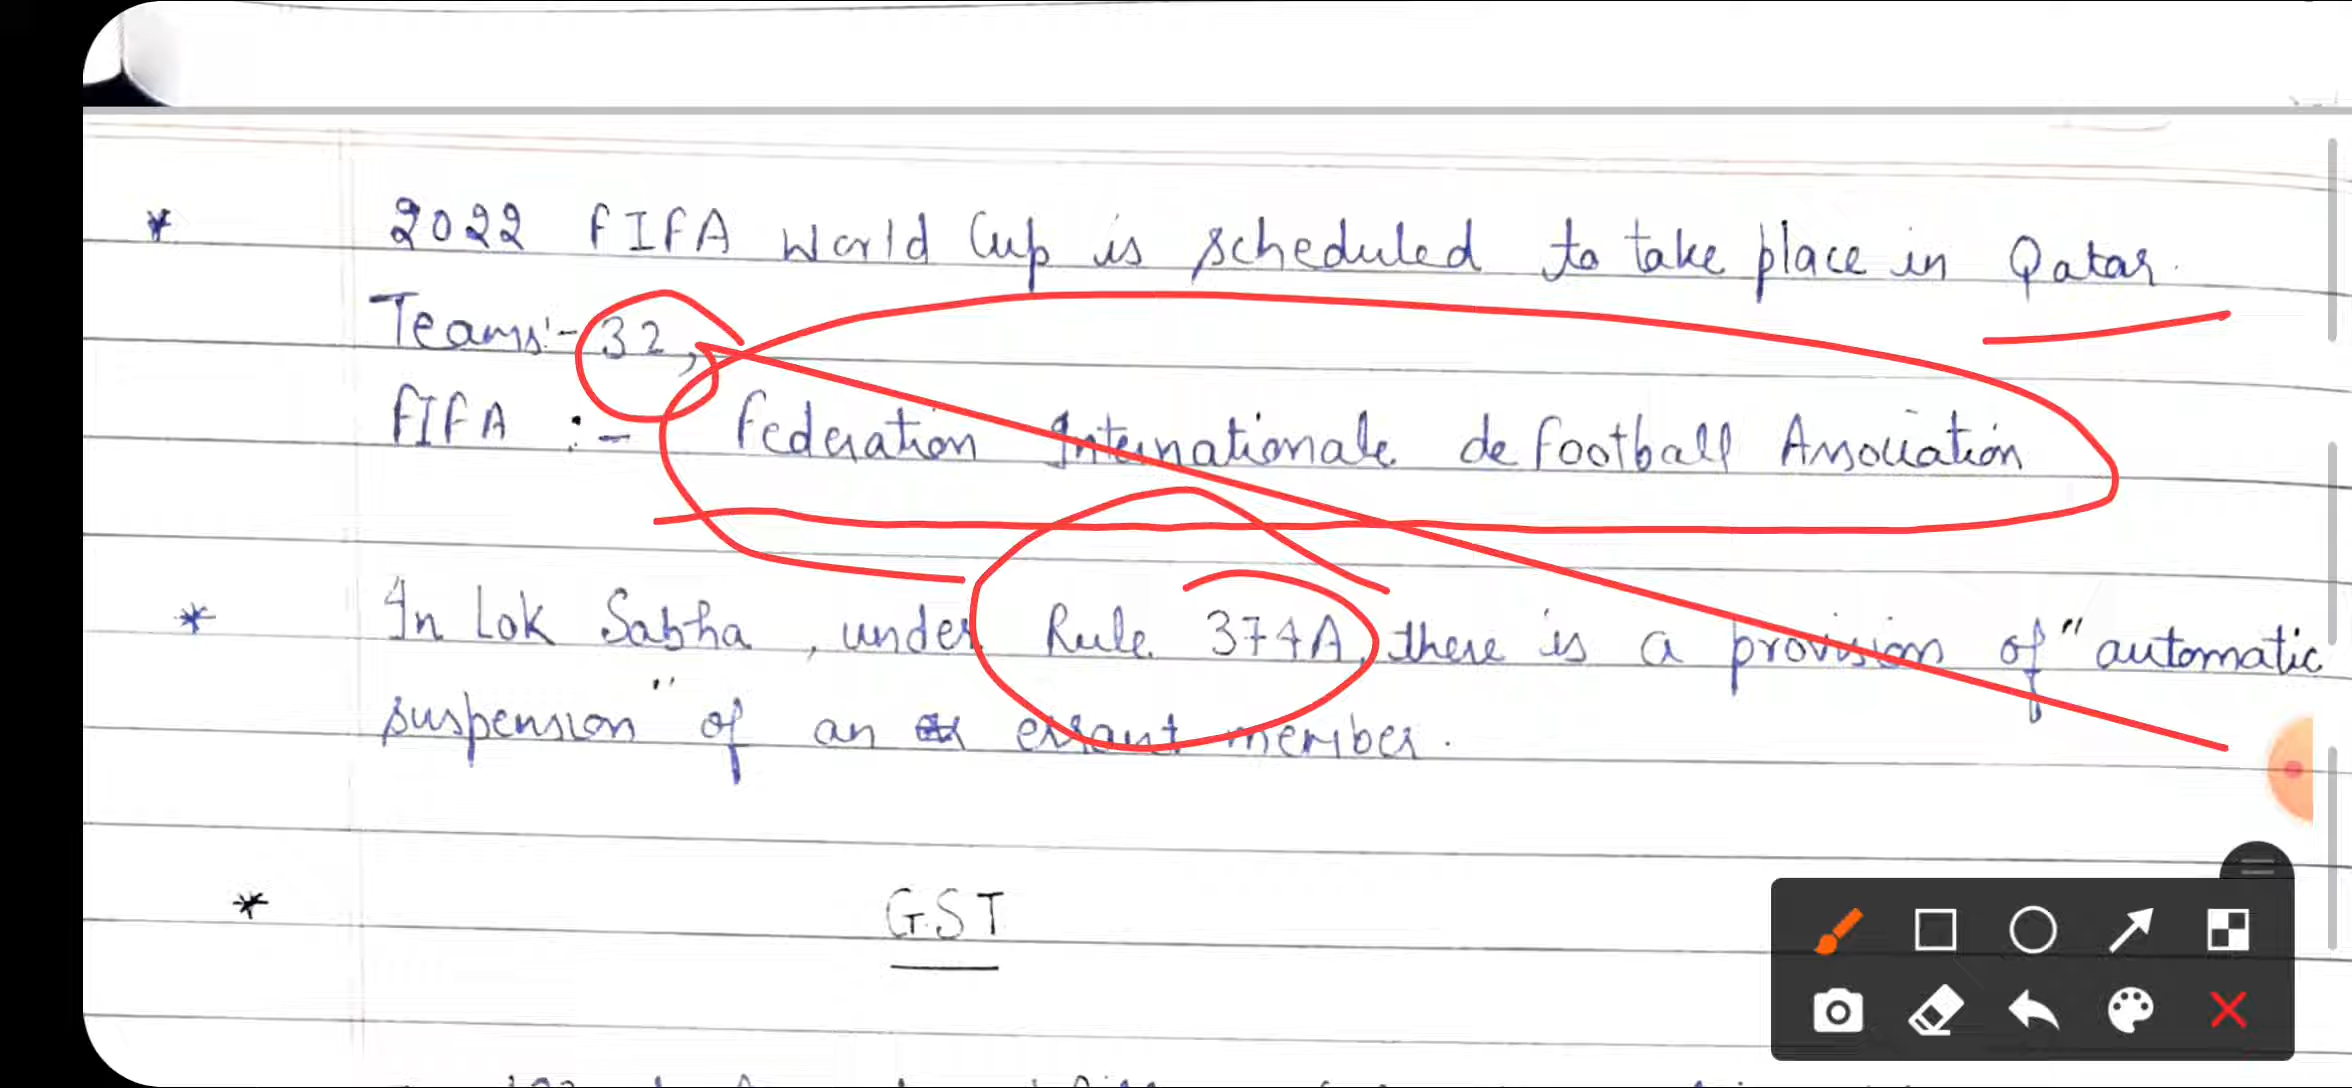 * 2022 FIFA World Cup is scheduled to take place in Qatar.
Teams:- 32,
FIFA :- Federation Internationale de Football Association
* In Lok Sabha, under Rule 374A, there is a provision of "automatic
suspension" of an errant member.
* GST